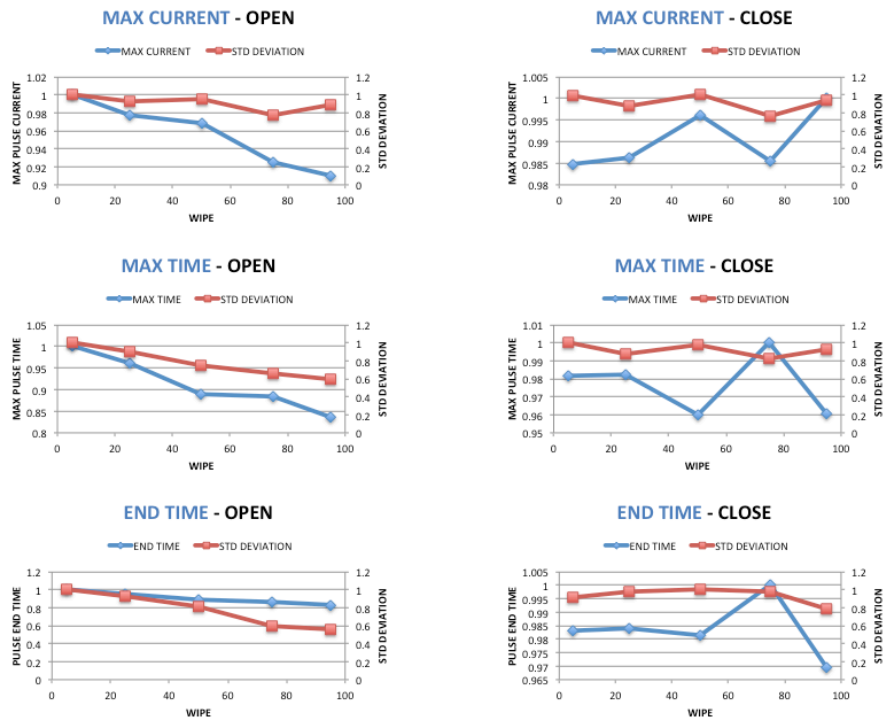 MAX CURRENT - OPEN
MAX CURRENT STD DEVIATION
MAX PULSE CURRENT
1.02
1
0.98
0.96
0.94
0.92
0.9
1.2
1
0.8
0.6
0.4
0.2
0
STD DEVIATION
0 20 40 60 80 100
WIPE
MAX CURRENT - CLOSE
MAX CURRENT STD DEVIATION
MAX PULSE CURRENT
1.005
1
0.995
0.99
0.985
0.98
1.2
1
0.8
0.6
0.4
0.2
0
STD DEVIATION
0 20 40 60 80 100
WIPE
MAX TIME - OPEN
MAX TIME STD DEVIATION
MAX PULSE TIME
1.05
1
0.95
0.9
0.85
0.8
1.2
1
0.8
0.6
0.4
0.2
0
STD DEVIATION
0 20 40 60 80 100
WIPE
MAX TIME - CLOSE
MAX TIME STD DEVIATION
MAX PULSE TIME
1.01
1
0.99
0.98
0.97
0.96
0.95
1.2
1
0.8
0.6
0.4
0.2
0
STD DEVIATION
0 20 40 60 80 100
WIPE
END TIME - OPEN
END TIME STD DEVIATION
PULSE END TIME
1.2
1
0.8
0.6
0.4
0.2
0
1.2
1
0.8
0.6
0.4
0.2
0
STD DEVIATION
0 20 40 60 80 100
WIPE
END TIME - CLOSE
END TIME STD DEVIATION
PULSE END TIME
1.005
1
0.995
0.99
0.985
0.98
0.975
0.97
0.965
1.2
1
0.8
0.6
0.4
0.2
0
STD DEVIATION
0 20 40 60 80 100
WIPE